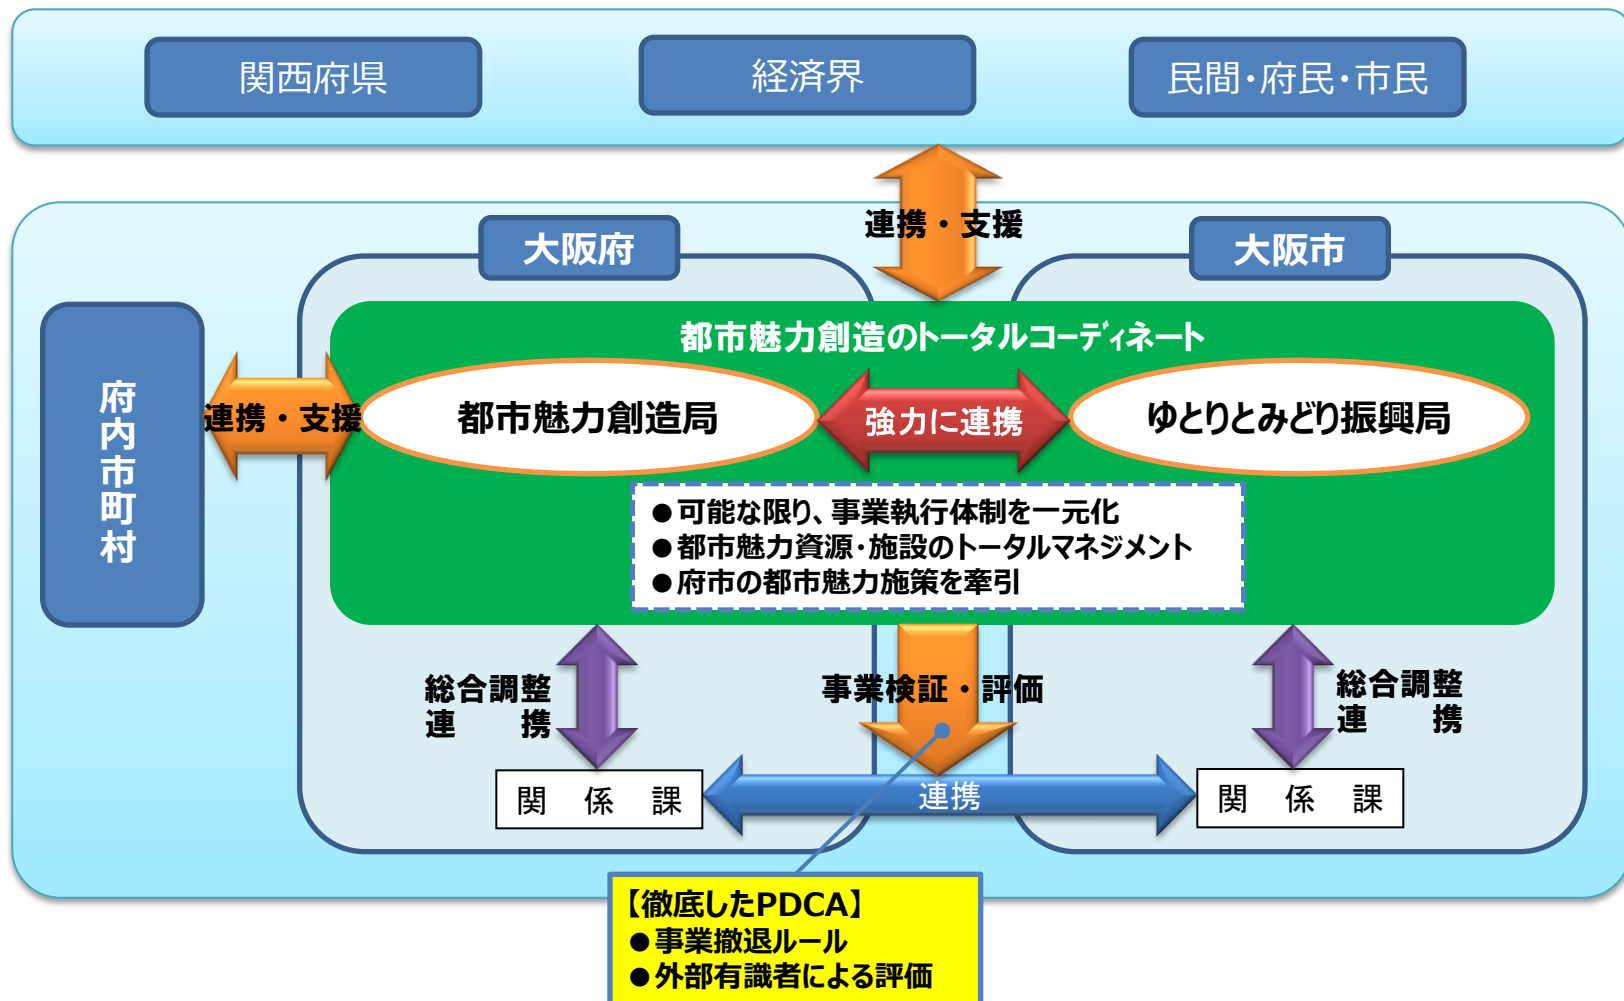 関西府県
経済界
民間・府民・市民
連携・支援
大阪府
大阪市
府内市町村
連携・支援
都市魅力創造のトータルコーディネート
都市魅力創造局
強力に連携
ゆとりとみどり振興局
●可能な限り、事業執行体制を一元化
●都市魅力資源・施設のトータルマネジメント
●府市の都市魅力施策を牽引
総合調整
連　　携
事業検証・評価
総合調整
連　　携
関　係　課
連携
関　係　課
【徹底したPDCA】
●事業撤退ルール
●外部有識者による評価